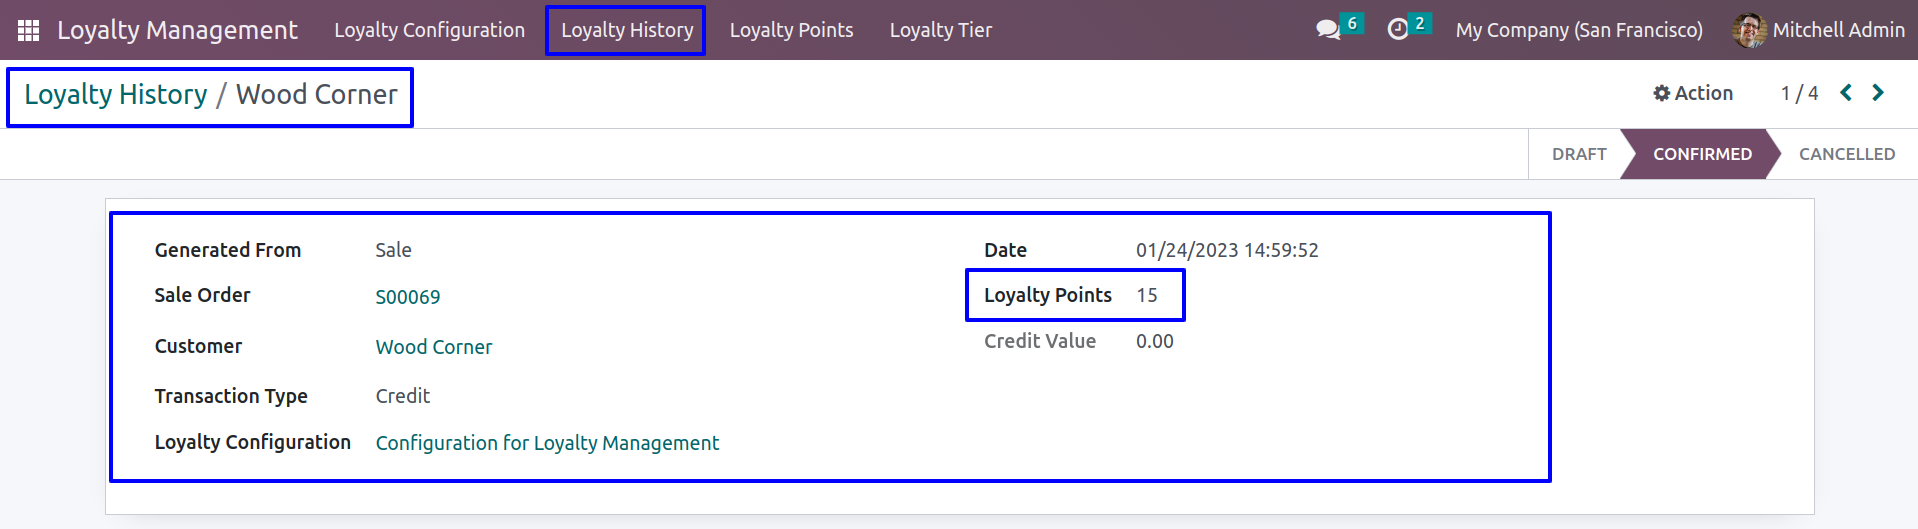 Loyalty Management Loyalty Configuration Loyalty History Loyalty Points Loyalty Tier 6 2 My Company (San Francisco) Mitchell Admin
Loyalty History / Wood Corner Action 1 / 4
DRAFT CONFIRMED CANCELLED
Generated From Sale Date 01/24/2023 14:59:52
Sale Order S00069 Loyalty Points 15
Customer Wood Corner Credit Value 0.00
Transaction Type Credit
Loyalty Configuration Configuration for Loyalty Management